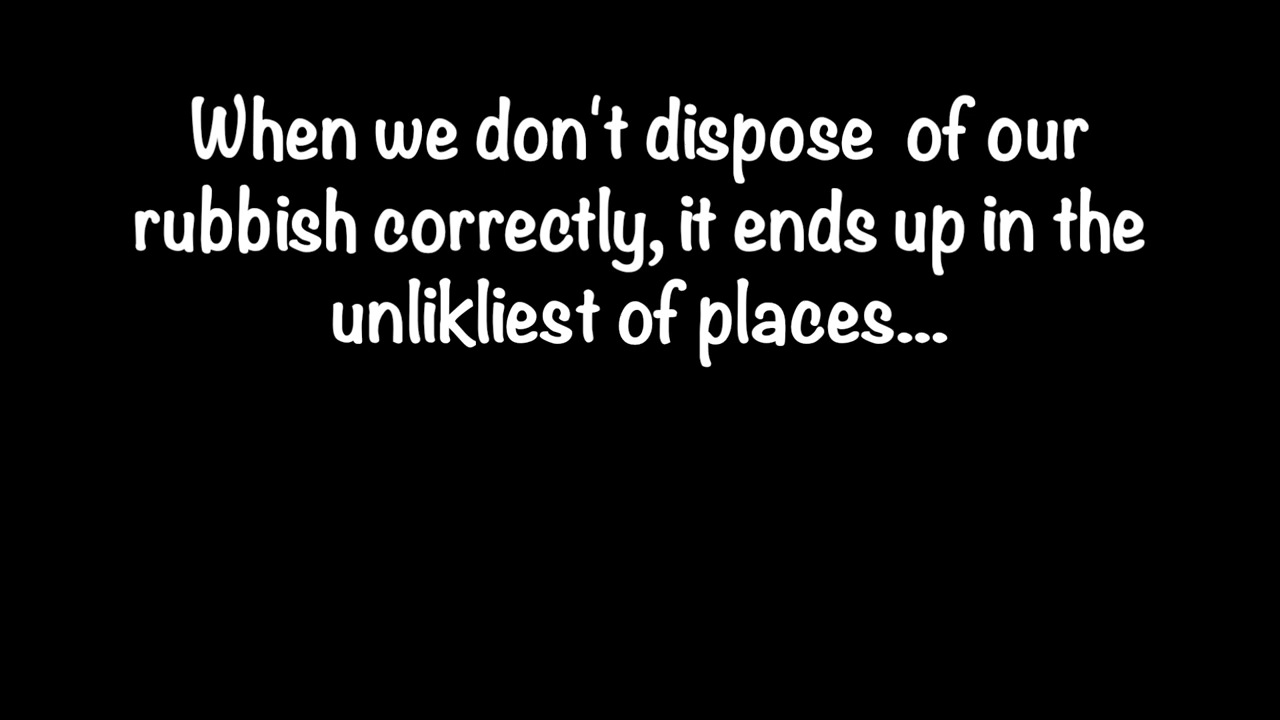 When we don't dispose  of our
rubbish correctly, it ends up in the
unlikliest of places...